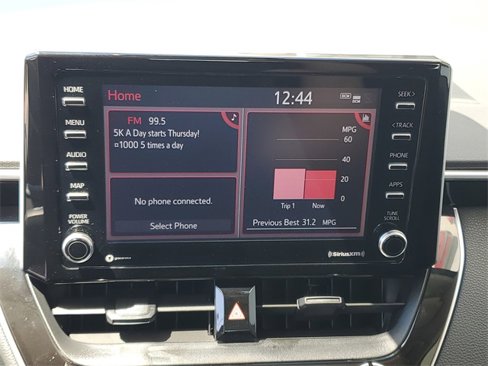 HOME
MENU
AUDIO
MAP
POWER
VOLUME
Home
12:44
DCM
FM 99.5
5K A Day starts Thursday!
¤1000 5 times a day
No phone connected.
Select Phone
MPG
60
40
20
0
Trip 1 Now
Previous Best 31.2 MPG
SEEK>
<TRACK
PHONE
APPS
TUNE
SCROLL
gracenote
((SiriusXM))